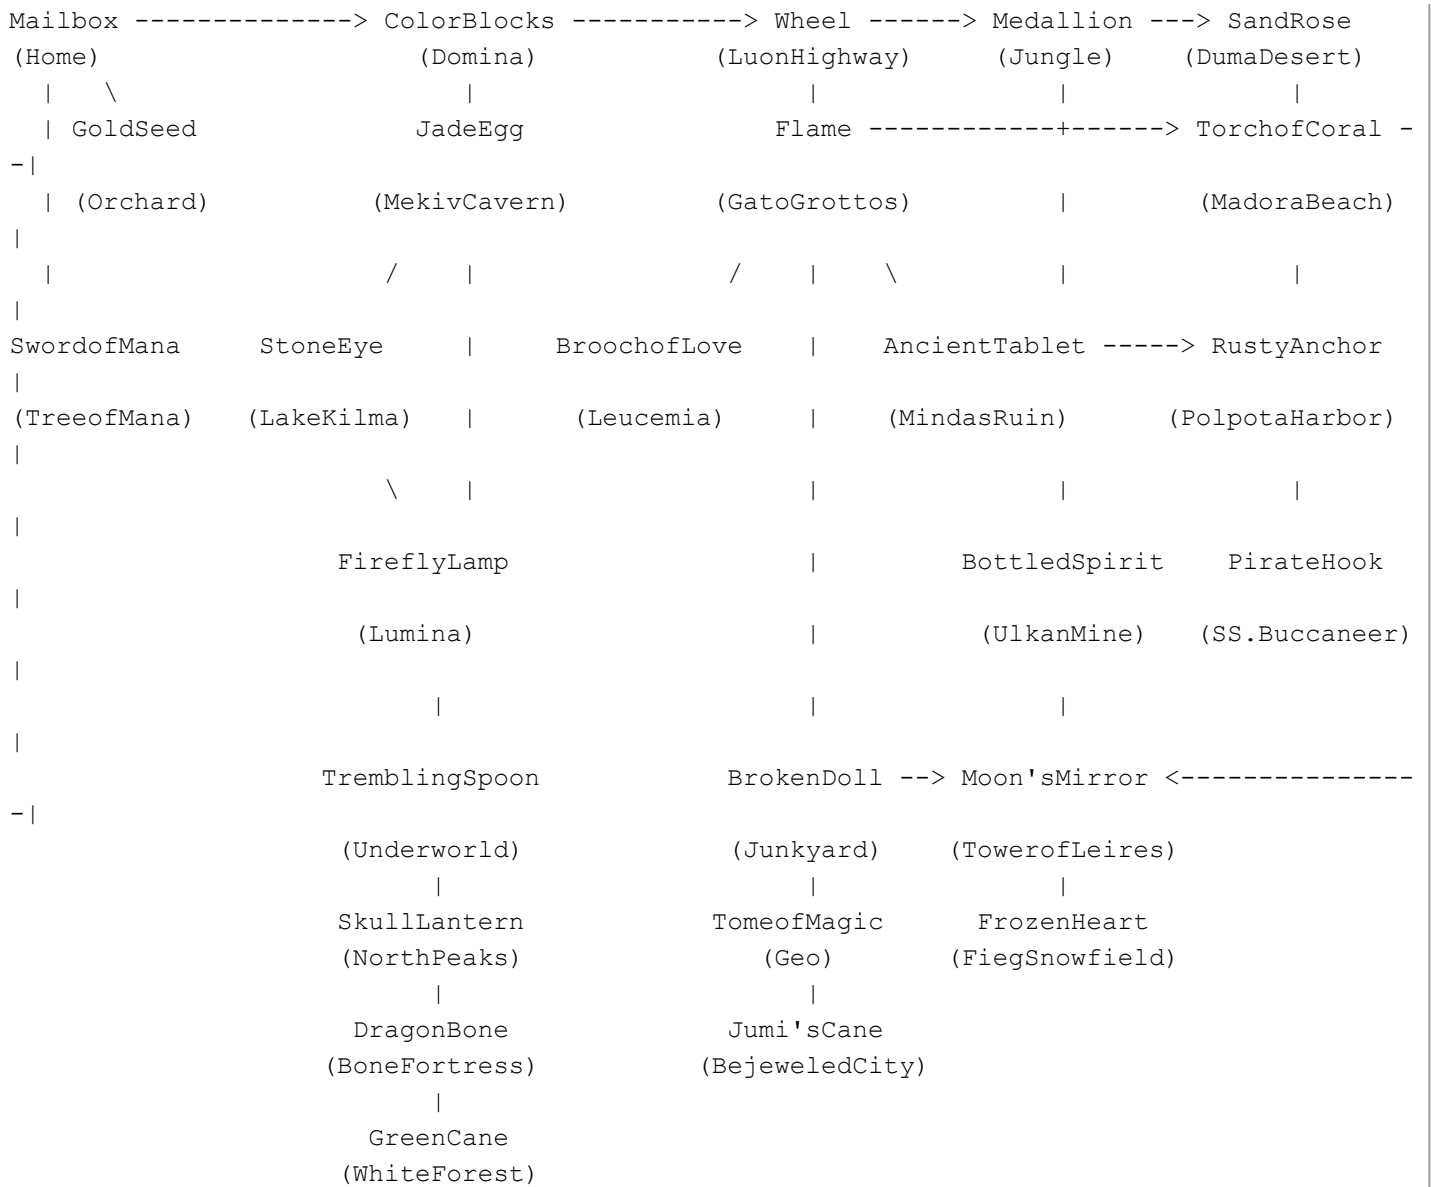 Mailbox --------------> ColorBlocks -----------> Wheel ------> Medallion ---> SandRose
(Home) (Domina) (LuonHighway) (Jungle) (DumaDesert)
| \ | | | |
| GoldSeed JadeEgg Flame ------------+------> TorchofCoral -
-|
| (Orchard) (MekivCavern) (GatoGrottos) | (MadoraBeach)
|
| / | / | \ | |
|
SwordofMana StoneEye | BroochofLove | AncientTablet -----> RustyAnchor
|
(TreeofMana) (LakeKilma) | (Leucemia) | (MindasRuin) (PolpotaHarbor)
|
\ | | | |
|
FireflyLamp | BottledSpirit PirateHook
|
(Lumina) | (UlkanMine) (SS.Buccaneer)
|
| | |
|
TremblingSpoon BrokenDoll --> Moon'sMirror <---------------
-|
(Underworld) (Junkyard) (TowerofLeires)
| | |
SkullLantern TomeofMagic FrozenHeart
(NorthPeaks) (Geo) (FiegSnowfield)
| |
DragonBone Jumi'sCane
(BoneFortress) (BejeweledCity)
|
GreenCane
(WhiteForest)